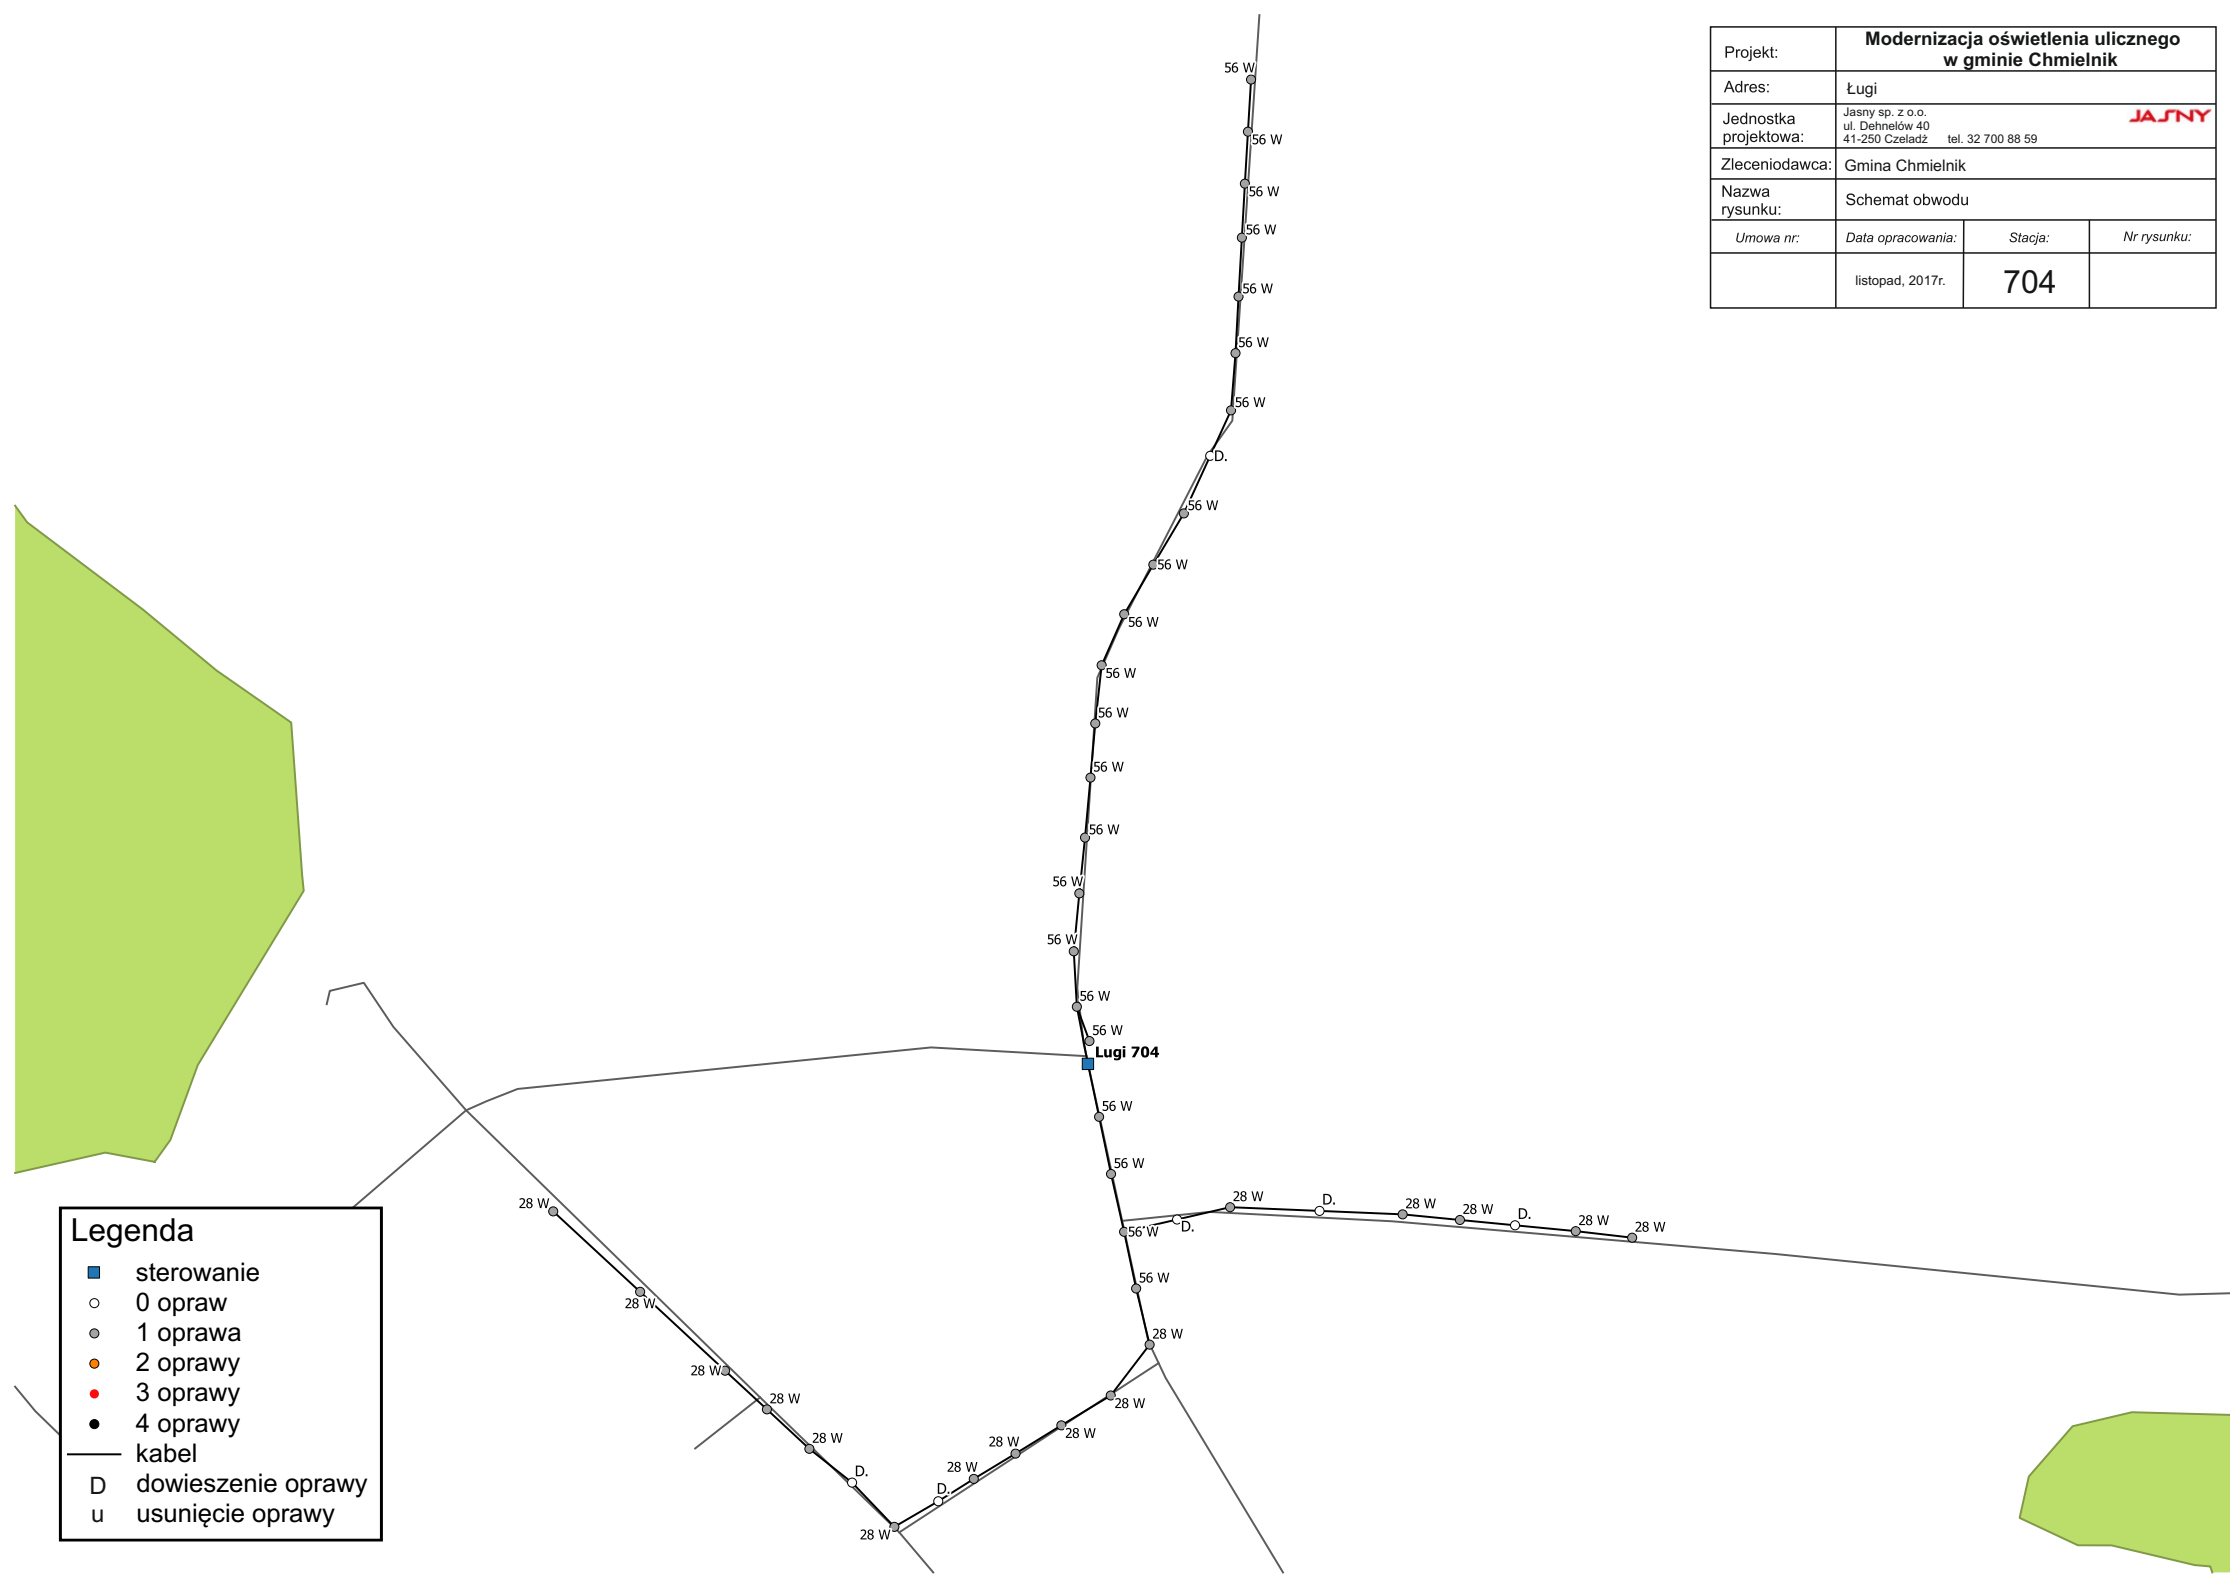 Projekt:
Modernizacja oświetlenia ulicznego
w gminie Chmielnik
Adres:
Ługi
Jednostka
projektowa:
Jasny sp. z o.o.
ul. Dehnelów 40
41-250 Czeladż tel. 32 700 88 59
JASNY
Zleceniodawca:
Gmina Chmielnik
Nazwa
rysunku:
Schemat obwodu
Umowa nr:
Data opracowania:
Stacja:
Nr rysunku:
listopad, 2017r.
704
56 W
56 W
56 W
56 W
56 W
56 W
56 W
D.
56 W
56 W
56 W
56 W
56 W
56 W
56 W
56 W
56 W
56 W
56 W
Lugi 704
56 W
56 W
56 W
D.
28 W
D.
28 W
28 W
D.
28 W
28 W
56 W
28 W
28 W
28 W
28 W
28 W
D.
28 W
D.
28 W
28 W
28 W
28 W
28 W
Legenda
sterowanie
0 opraw
1 oprawa
2 oprawy
3 oprawy
4 oprawy
kabel
D dowieszenie oprawy
u usunięcie oprawy